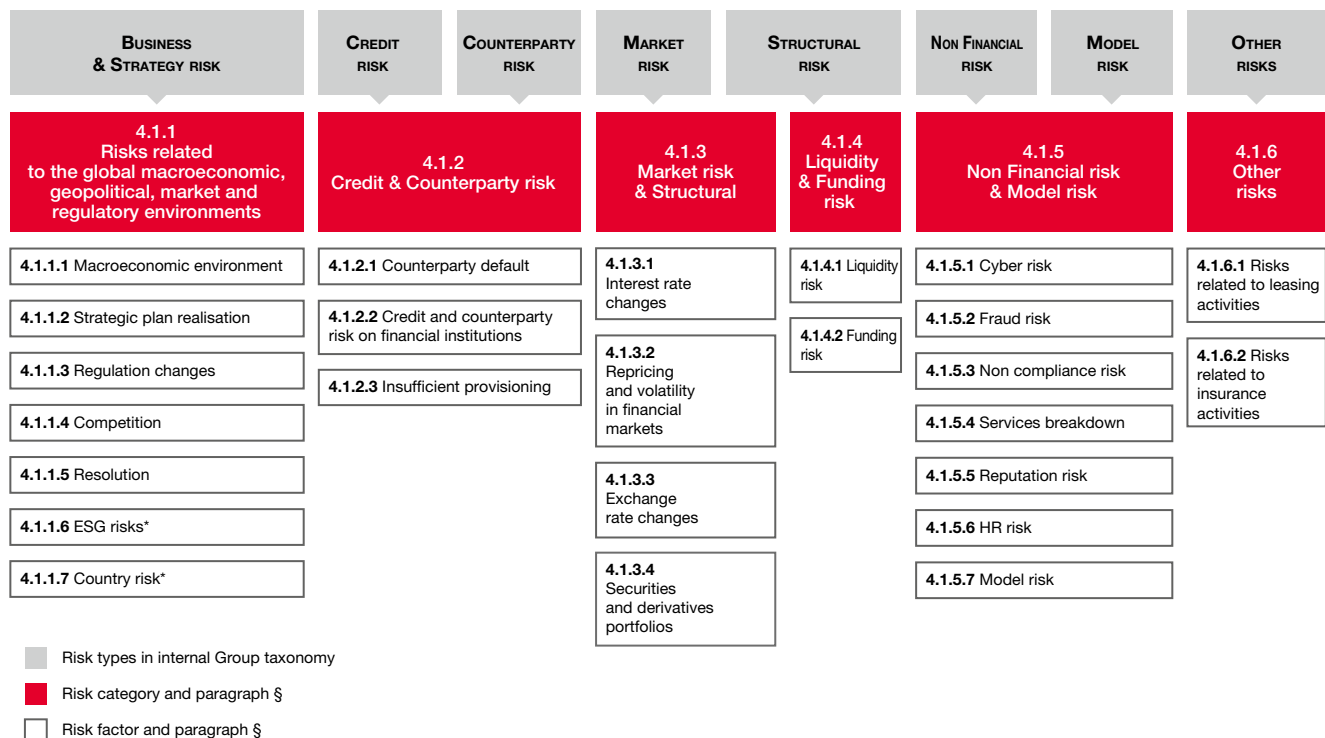 BUSINESS
& STRATEGY RISK
CREDIT
RISK
COUNTERPARTY
RISK
MARKET
RISK
STRUCTURAL
RISK
NON FINANCIAL
RISK
MODEL
RISK
OTHER
RISKS
4.1.1
Risks related
to the global macroeconomic,
geopolitical, market and
regulatory environments
4.1.2
Credit & Counterparty risk
4.1.3
Market risk
& Structural
4.1.4
Liquidity
& Funding
risk
4.1.5
Non Financial risk
& Model risk
4.1.6
Other
risks
4.1.1.1 Macroeconomic environment
4.1.1.2 Strategic plan realisation
4.1.1.3 Regulation changes
4.1.1.4 Competition
4.1.1.5 Resolution
4.1.1.6 ESG risks*
4.1.1.7 Country risk*
4.1.2.1 Counterparty default
4.1.2.2 Credit and counterparty
risk on financial institutions
4.1.2.3 Insufficient provisioning
4.1.3.1
Interest rate
changes
4.1.3.2
Repricing
and volatility
in financial
markets
4.1.3.3
Exchange
rate changes
4.1.3.4
Securities
and derivatives
portfolios
4.1.4.1 Liquidity
risk
4.1.4.2 Funding
risk
4.1.5.1 Cyber risk
4.1.5.2 Fraud risk
4.1.5.3 Non compliance risk
4.1.5.4 Services breakdown
4.1.5.5 Reputation risk
4.1.5.6 HR risk
4.1.5.7 Model risk
4.1.6.1 Risks
related to leasing
activities
4.1.6.2 Risks
related to
insurance
activities
Risk types in internal Group taxonomy
Risk category and paragraph §
Risk factor and paragraph §